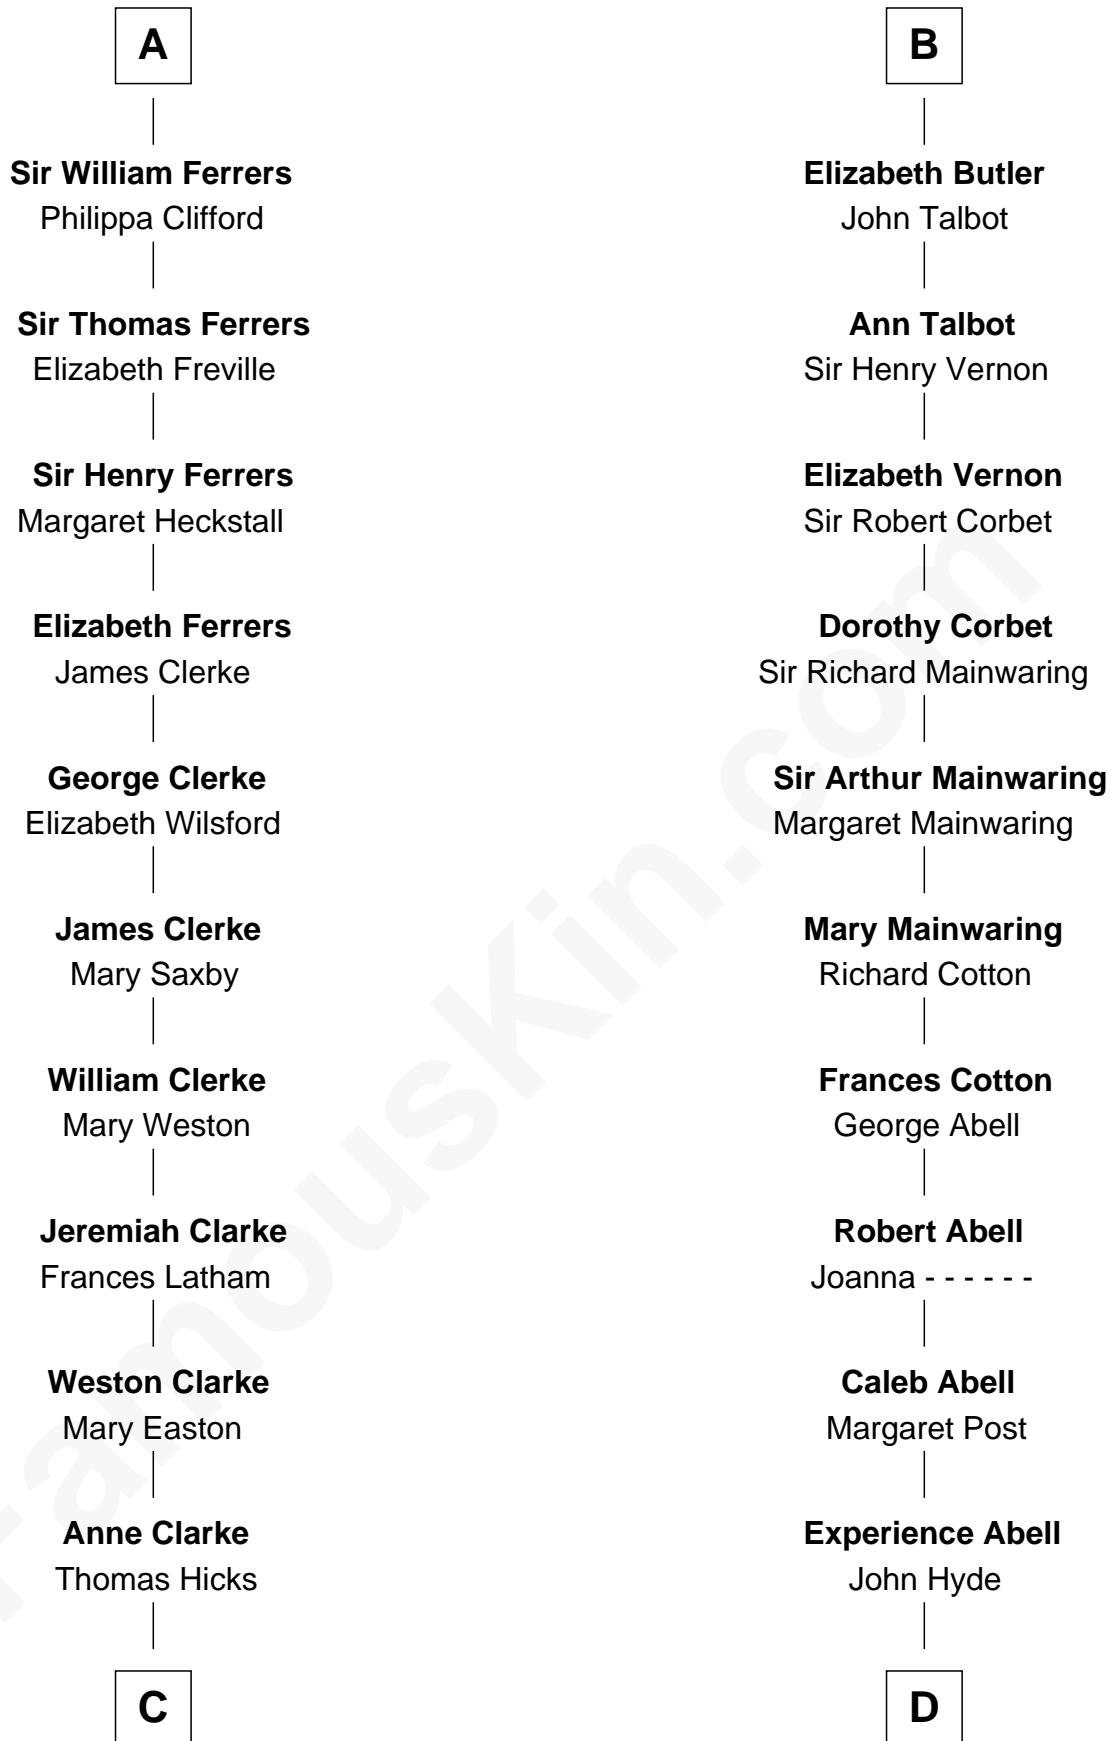 A
Sir William Ferrers
Philippa Clifford
Sir Thomas Ferrers
Elizabeth Freville
Sir Henry Ferrers
Margaret Heckstall
Elizabeth Ferrers
James Clerke
George Clerke
Elizabeth Wilsford
James Clerke
Mary Saxby
William Clerke
Mary Weston
Jeremiah Clarke
Frances Latham
Weston Clarke
Mary Easton
Anne Clarke
Thomas Hicks
C
B
Elizabeth Butler
John Talbot
Ann Talbot
Sir Henry Vernon
Elizabeth Vernon
Sir Robert Corbet
Dorothy Corbet
Sir Richard Mainwaring
Sir Arthur Mainwaring
Margaret Mainwaring
Mary Mainwaring
Richard Cotton
Frances Cotton
George Abell
Robert Abell
Joanna - - - - - -
Caleb Abell
Margaret Post
Experience Abell
John Hyde
D
FamousKin.com